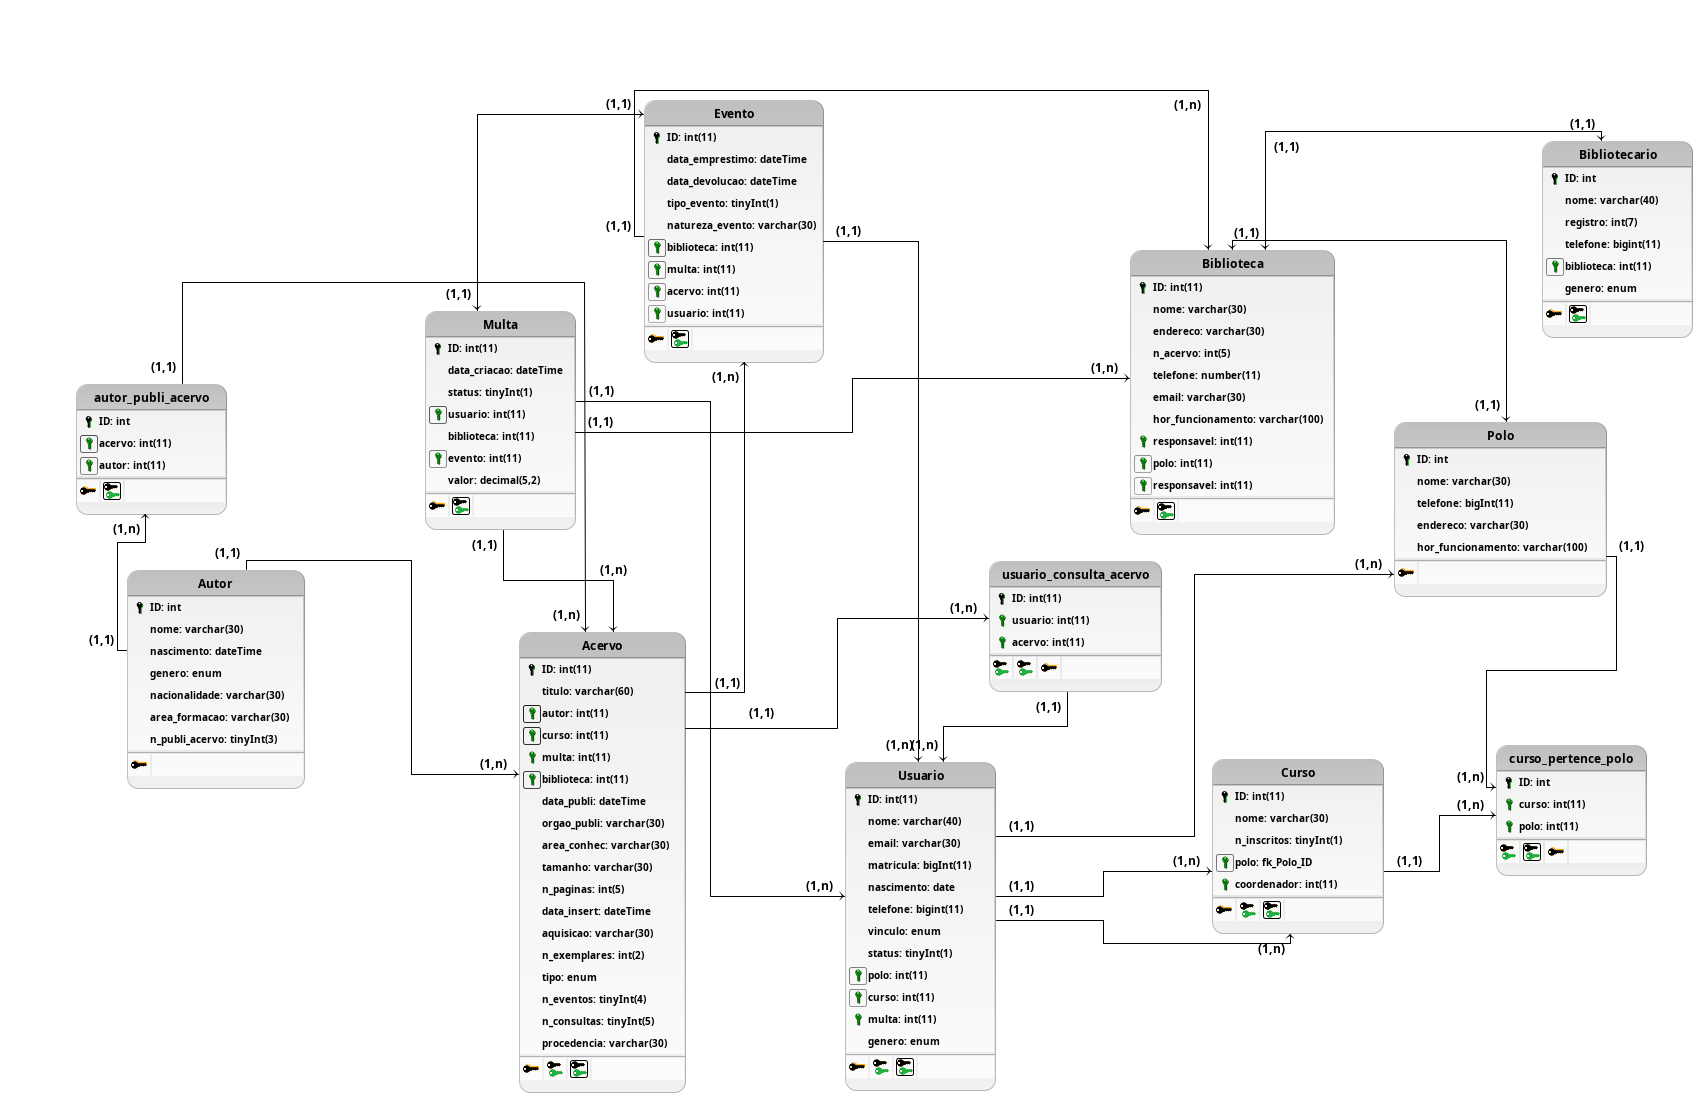 (1,1)
Evento
ID: int(11)
data_emprestimo: dateTime
data_devolucao: dateTime
tipo_evento: tinyInt(1)
natureza_evento: varchar(30)
biblioteca: int(11)
multa: int(11)
acervo: int(11)
usuario: int(11)
(1,1)
(1,1)
(1,n)
(1,n)
(1,1)
(1,1)
Bibliotecario
ID: int
nome: varchar(40)
registro: int(7)
telefone: bigint(11)
biblioteca: int(11)
genero: enum
(1,1)
Biblioteca
ID: int(11)
nome: varchar(30)
endereco: varchar(30)
n_acervo: int(5)
telefone: number(11)
email: varchar(30)
hor_funcionamento: varchar(100)
responsavel: int(11)
polo: int(11)
responsavel: int(11)
(1,n)
(1,1)
Multa
ID: int(11)
data_criacao: dateTime
status: tinyInt(1)
usuario: int(11)
biblioteca: int(11)
evento: int(11)
valor: decimal(5,2)
(1,1)
(1,1)
(1,1)
(1,n)
(1,1)
autor_publi_acervo
ID: int
acervo: int(11)
autor: int(11)
(1,n)
(1,1)
(1,1)
Autor
ID: int
nome: varchar(30)
nascimento: dateTime
genero: enum
nacionalidade: varchar(30)
area_formacao: varchar(30)
n_publi_acervo: tinyInt(3)
(1,n)
(1,n)
Acervo
ID: int(11)
titulo: varchar(60)
autor: int(11)
curso: int(11)
multa: int(11)
biblioteca: int(11)
data_publi: dateTime
orgao_publi: varchar(30)
area_conhec: varchar(30)
tamanho: varchar(30)
n_paginas: int(5)
data_insert: dateTime
aquisicao: varchar(30)
n_exemplares: int(2)
tipo: enum
n_eventos: tinyInt(4)
n_consultas: tinyInt(5)
procedencia: varchar(30)
(1,1)
(1,1)
(1,n)
usuario_consulta_acervo
ID: int(11)
usuario: int(11)
acervo: int(11)
(1,1)
(1,1)
Polo
ID: int
nome: varchar(30)
telefone: bigInt(11)
endereco: varchar(30)
hor_funcionamento: varchar(100)
(1,1)
(1,n)
(1,n)
(1,n)
(1,n)
Usuario
ID: int(11)
nome: varchar(40)
email: varchar(30)
matricula: bigInt(11)
nascimento: date
telefone: bigint(11)
vinculo: enum
status: tinyInt(1)
polo: int(11)
curso: int(11)
multa: int(11)
genero: enum
(1,1)
(1,1)
(1,1)
(1,n)
(1,n)
Curso
ID: int(11)
nome: varchar(30)
n_inscritos: tinyInt(1)
polo: fk_Polo_ID
coordenador: int(11)
(1,1)
(1,n)
(1,n)
curso_pertence_polo
ID: int
curso: int(11)
polo: int(11)